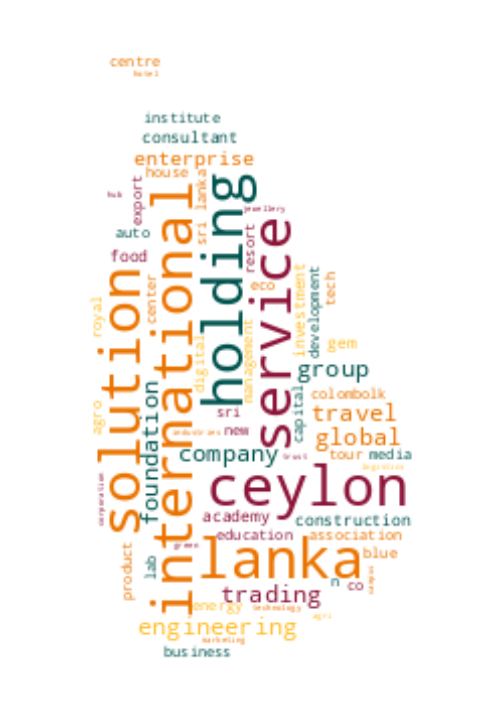 centre
hotel
institute
consultant
enterprise
house
sri lanka
export
hub
holding
jewellery
international
auto
resort
service
food
eco
center
solution
royal
investment
development
tech
digital
management
gem
group
foundation
capital
colombolk
agro
sri
travel
new
industries
global
company
trust
tour
media
logistics
ceylon
corporation
academy
construction
education
association
green
lanka
blue
product
lab
n
co
campus
trading
energy
technology
agri
engineering
marketing
business